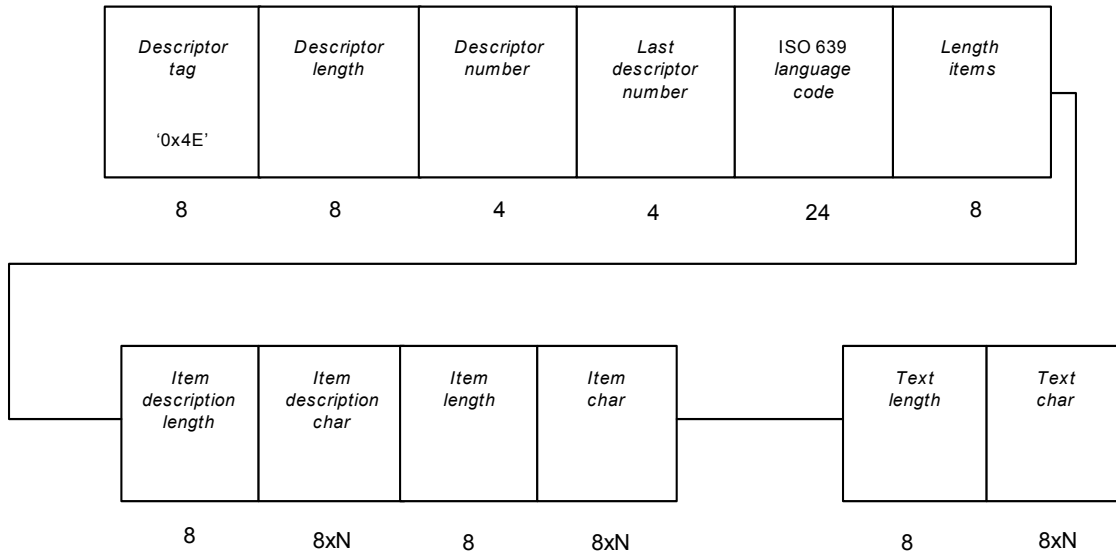 Descriptor
tag
‘0x4E’
Descriptor
length
Descriptor
number
Last
descriptor
number
ISO 639
language
code
Length
items
8
8
4
4
24
8
Item
description
length
Item
description
char
Item
length
Item
char
Text
length
Text
char
8
8xN
8
8xN
8
8xN